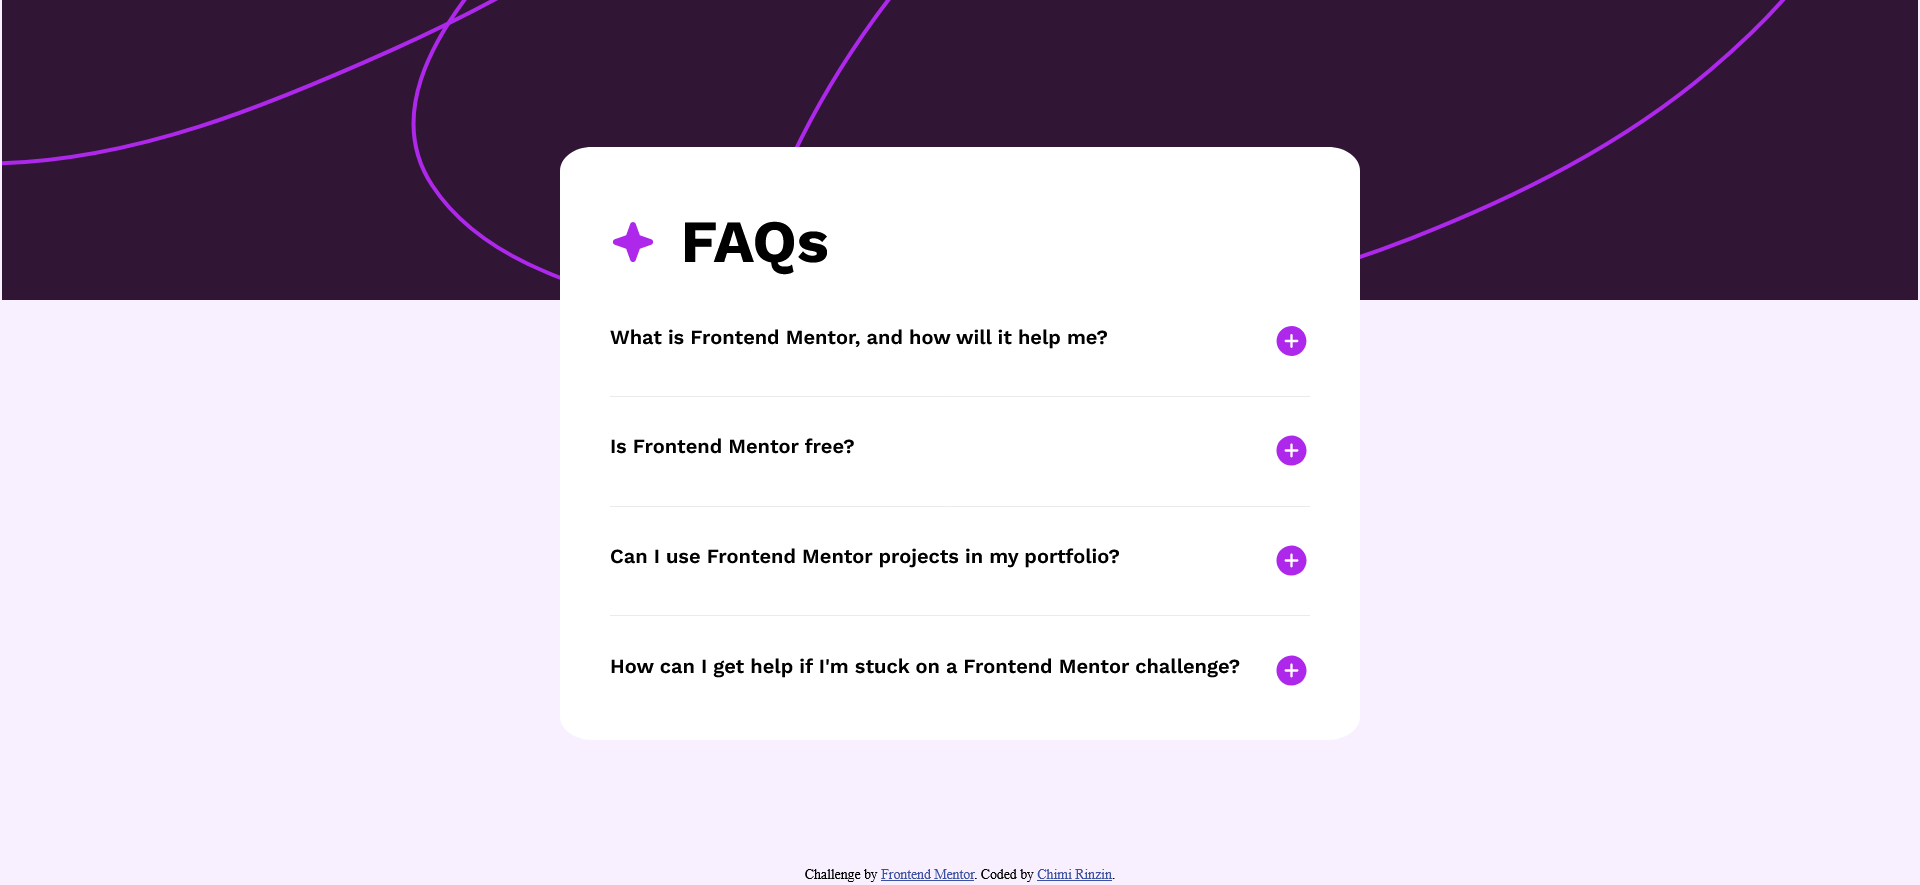 FAQs
What is Frontend Mentor, and how will it help me?
Is Frontend Mentor free?
Can I use Frontend Mentor projects in my portfolio?
How can I get help if I'm stuck on a Frontend Mentor challenge?
Challenge by Frontend Mentor. Coded by Chimi Rinzin.